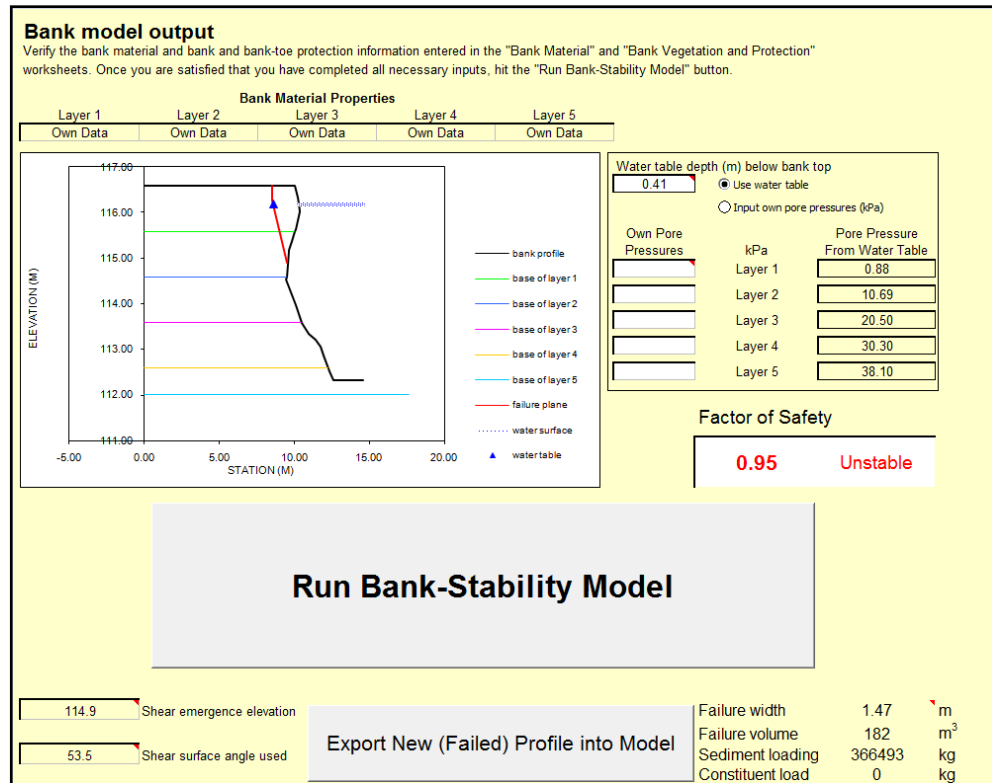 Bank model output
Verify the bank material and bank and bank-toe protection information entered in the "Bank Material" and "Bank Vegetation and Protection"
worksheets. Once you are satisfied that you have completed all necessary inputs, hit the "Run Bank-Stability Model" button.
Bank Material Properties
Layer 1 Layer 2 Layer 3 Layer 4 Layer 5
Own Data Own Data Own Data Own Data Own Data
117.00
116.00
115.00
114.00
113.00
112.00
111.00
ELEVATION (M)
-5.00 0.00 5.00 10.00 15.00 20.00
STATION (M)
bank profile
base of layer 1
base of layer 2
base of layer 3
base of layer 4
base of layer 5
failure plane
water surface
water table
Water table depth (m) below bank top
0.41 Use water table
Input own pore pressures (kPa)
Own Pore Pore Pressure
Pressures kPa From Water Table
Layer 1 0.88
Layer 2 10.69
Layer 3 20.50
Layer 4 30.30
Layer 5 38.10
Factor of Safety
0.95 Unstable
Run Bank-Stability Model
114.9 Shear emergence elevation
53.5 Shear surface angle used
Export New (Failed) Profile into Model
Failure width 1.47 m
Failure volume 182 m³
Sediment loading 366493 kg
Constituent load 0 kg